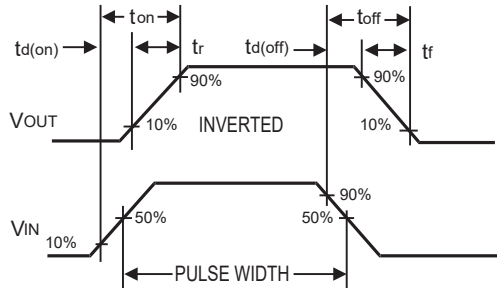 ton toff
td(on) tr td(off) tf
90% 90%
VOUT 10% INVERTED 10%
90%
50% 50%
VIN 10%
PULSE WIDTH